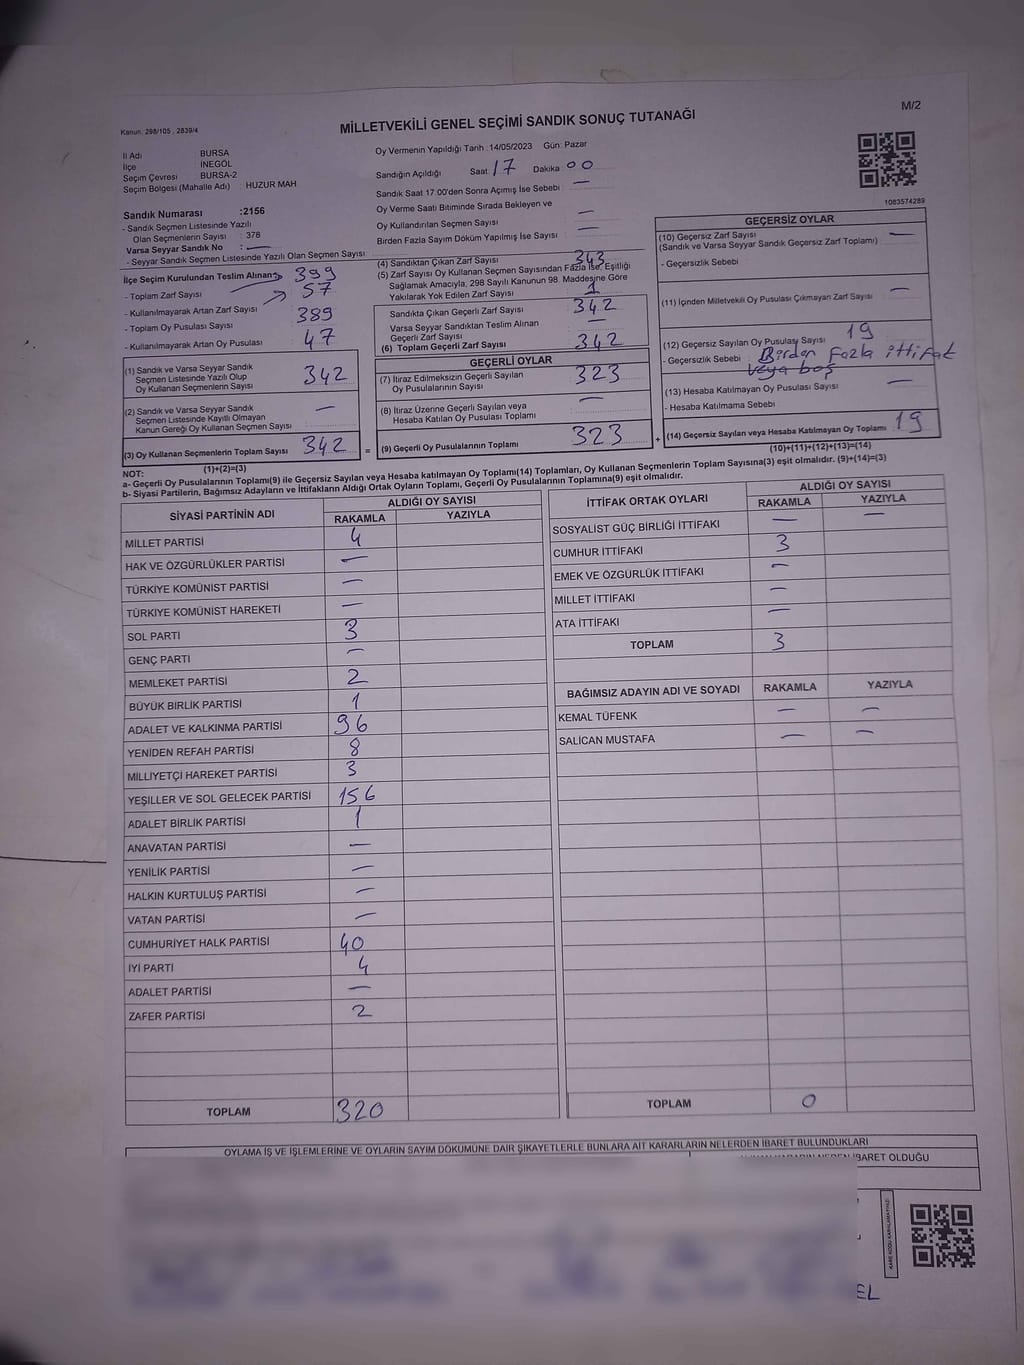 M/2
Kanun. 298/105 , 2839/4
MİLLETVEKİLİ GENEL SEÇİMİ SANDIK SONUÇ TUTANAĞI
İl Adı BURSA
İlçe İNEGÖL
Seçim Çevresi BURSA-2
Seçim Bölgesi (Mahalle Adı) HUZUR MAH
Sandık Numarası :2156
- Sandık Seçmen Listesinde Yazılı
Olan Seçmenlerin Sayısı : 378
Varsa Seyyar Sandık No : —
- Seyyar Sandık Seçmen Listesinde Yazılı Olan Seçmen Sayısı
İlçe Seçim Kurulundan Teslim Alınan 399
- Toplam Zarf Sayısı 57
- Kullanılmayarak Artan Zarf Sayısı 389
- Toplam Oy Pusulası Sayısı
- Kullanılmayarak Artan Oy Pusulası 47
(1) Sandık ve Varsa Seyyar Sandık
Seçmen Listesinde Yazılı Olup
Oy Kullanan Seçmenlerin Sayısı 342
(2) Sandık ve Varsa Seyyar Sandık
Seçmen Listesinde Kayıtlı Olmayan
Kanun Gereği Oy Kullanan Seçmen Sayısı —
(3) Oy Kullanan Seçmenlerin Toplam Sayısı 342 =
(1)+(2)=(3)
Oy Vermenin Yapıldığı Tarih : 14/05/2023 Gün: Pazar
Sandığın Açıldığı Saat 17 Dakika 00
Sandık Saat 17.00'den Sonra Açımış İse Sebebi : —
Oy Verme Saati Bitiminde Sırada Bekleyen ve
Oy Kullandırılan Seçmen Sayısı —
Birden Fazla Sayım Döküm Yapılmış İse Sayısı —
(4) Sandıktan Çıkan Zarf Sayısı 343
(5) Zarf Sayısı Oy Kullanan Seçmen Sayısından Fazla İse, Eşitliği
Sağlamak Amacıyla, 298 Sayılı Kanunun 98. Maddesine Göre
Yakılarak Yok Edilen Zarf Sayısı 1
Sandıkta Çıkan Geçerli Zarf Sayısı 342
Varsa Seyyar Sandıktan Teslim Alınan
Geçerli Zarf Sayısı —
(6) Toplam Geçerli Zarf Sayısı 342
GEÇERLİ OYLAR
(7) İtiraz Edilmeksizin Geçerli Sayılan
Oy Pusulalarının Sayısı 323
(8) İtiraz Üzerine Geçerli Sayılan veya
Hesaba Katılan Oy Pusulası Toplamı —
(9) Geçerli Oy Pusulalarının Toplamı 323 +
1083574289
GEÇERSİZ OYLAR
(10) Geçersiz Zarf Sayısı —
(Sandık ve Varsa Seyyar Sandık Geçersiz Zarf Toplamı)
- Geçersizlik Sebebi
(11) İçinden Milletvekili Oy Pusulası Çıkmayan Zarf Sayısı —
(12) Geçersiz Sayılan Oy Pusulası Sayısı 19
- Geçersizlik Sebebi : Birden fazla ittifak
veya boş
(13) Hesaba Katılmayan Oy Pusulası Sayısı —
- Hesaba Katılmama Sebebi
(14) Geçersiz Sayılan veya Hesaba Katılmayan Oy Toplamı 19
(10)+(11)+(12)+(13)=(14)
NOT:
a- Geçerli Oy Pusulalarının Toplamı(9) ile Geçersiz Sayılan veya Hesaba katılmayan Oy Toplamı(14) Toplamları, Oy Kullanan Seçmenlerin Toplam Sayısına(3) eşit olmalıdır. (9)+(14)=(3)
b- Siyasi Partilerin, Bağımsız Adayların ve İttifakların Aldığı Ortak Oyların Toplamı, Geçerli Oy Pusulalarının Toplamına(9) eşit olmalıdır.
SİYASİ PARTİNİN ADI ALDIĞI OY SAYISI
RAKAMLA YAZIYLA
MİLLET PARTİSİ 4
HAK VE ÖZGÜRLÜKLER PARTİSİ —
TÜRKİYE KOMÜNİST PARTİSİ —
TÜRKİYE KOMÜNİST HAREKETİ —
SOL PARTİ 3
GENÇ PARTİ —
MEMLEKET PARTİSİ 2
BÜYÜK BİRLİK PARTİSİ 1
ADALET VE KALKINMA PARTİSİ 96
YENİDEN REFAH PARTİSİ 8
MİLLİYETÇİ HAREKET PARTİSİ 3
YEŞİLLER VE SOL GELECEK PARTİSİ 156
ADALET BİRLİK PARTİSİ 1
ANAVATAN PARTİSİ —
YENİLİK PARTİSİ —
HALKIN KURTULUŞ PARTİSİ —
VATAN PARTİSİ —
CUMHURİYET HALK PARTİSİ 40
İYİ PARTİ 4
ADALET PARTİSİ —
ZAFER PARTİSİ 2
TOPLAM 320
İTTİFAK ORTAK OYLARI ALDIĞI OY SAYISI
RAKAMLA YAZIYLA
SOSYALİST GÜÇ BİRLİĞİ İTTİFAKI — —
CUMHUR İTTİFAKI 3
EMEK VE ÖZGÜRLÜK İTTİFAKI —
MİLLET İTTİFAKI —
ATA İTTİFAKI —
TOPLAM 3
BAĞIMSIZ ADAYIN ADI VE SOYADI RAKAMLA YAZIYLA
KEMAL TÜFENK — —
SALİCAN MUSTAFA — —
TOPLAM 0
OYLAMA İŞ VE İŞLEMLERİNE VE OYLARIN SAYIM DÖKÜMÜNE DAİR ŞİKAYETLERLE BUNLARA AİT KARARLARIN NELERDEN İBARET BULUNDUKLARI
İBARET OLDUĞU
EL